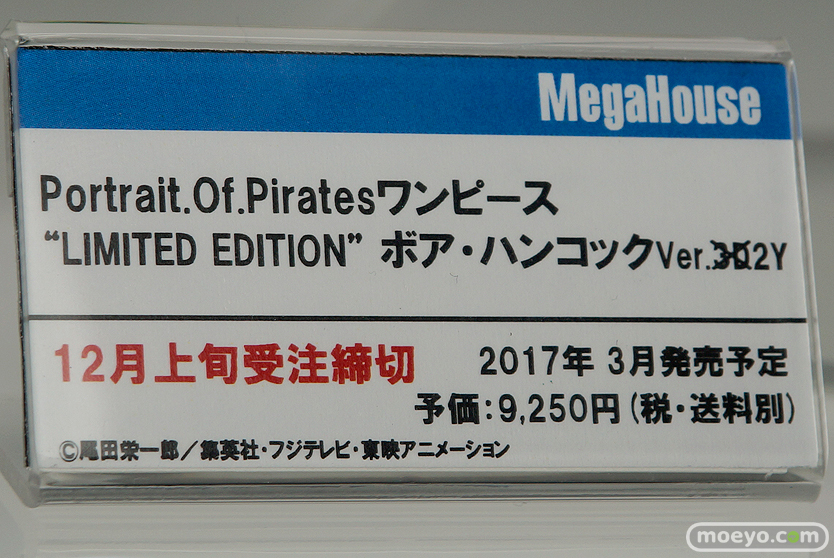 MegaHouse
Portrait.Of.Piratesワンピース
“LIMITED EDITION” ボア・ハンコックVer.3D2Y
12月上旬受注締切 2017年 3月発売予定
予価:9,250円(税・送料別)
©尾田栄一郎/集英社・フジテレビ・東映アニメーション
moeyo.com